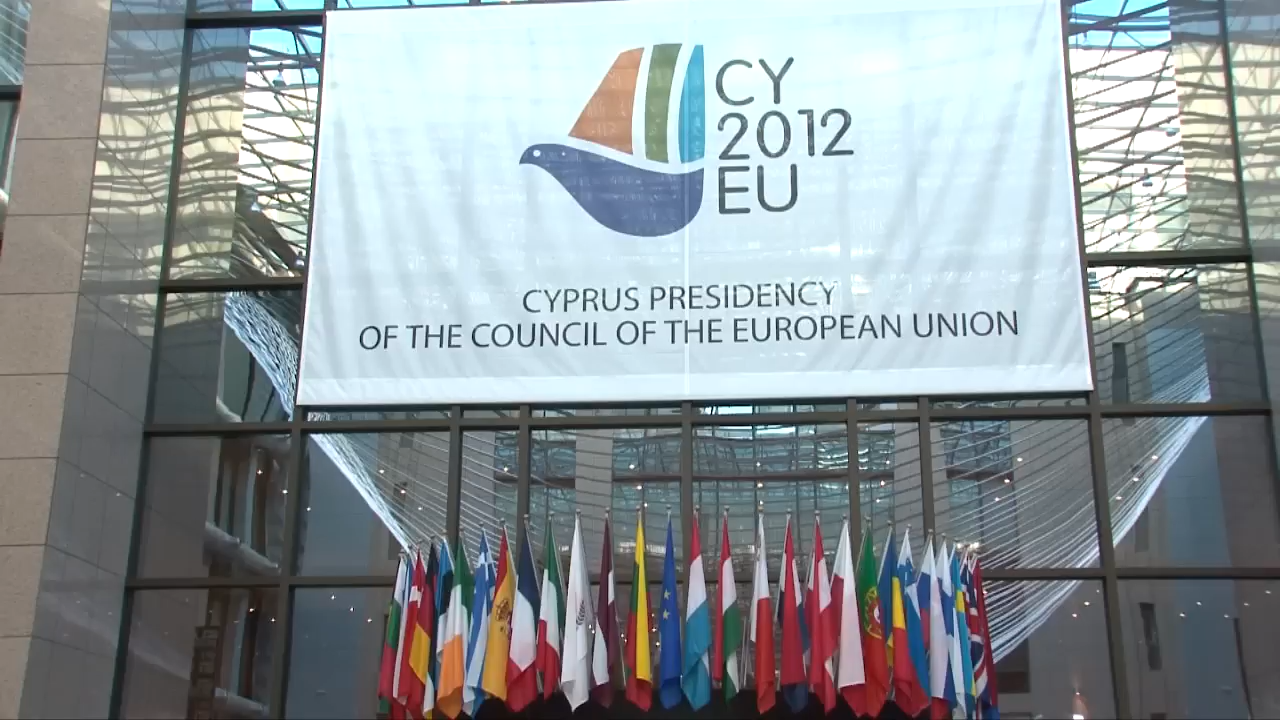 CY
2012
EU
CYPRUS PRESIDENCY
OF THE COUNCIL OF THE EUROPEAN UNION